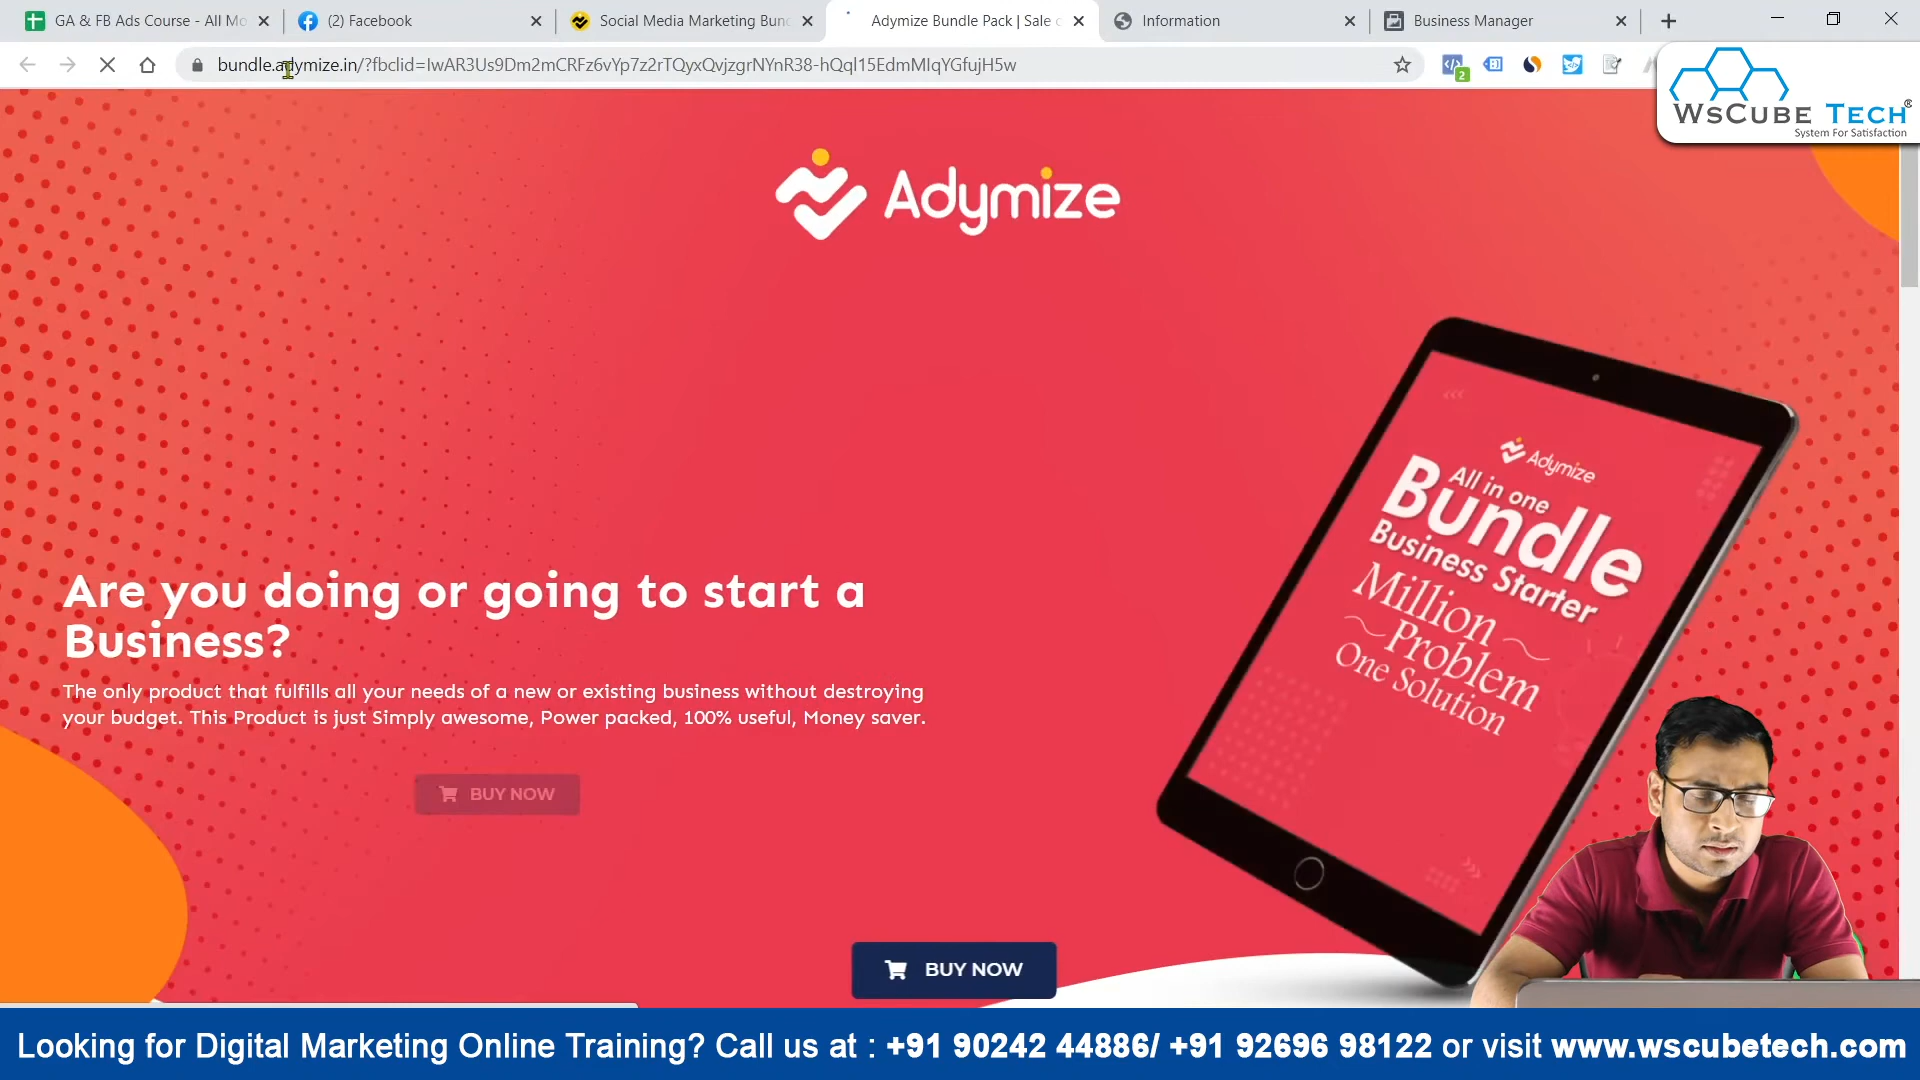 GA & FB Ads Course - All Mo
(2) Facebook
Social Media Marketing Bun
Adymize Bundle Pack | Sale
Information
Business Manager
bundle.adymize.in/?fbclid=IwAR3Us9Dm2mCRFz6vYp7z2rTQyxQvjzgrNYnR38-hQql15EdmMIqYGfujH5w
2
WsCube Tech®
System For Satisfaction
Adymize
Adymize
All in one
Bundle
Business Starter
Million
Problem
One Solution
Are you doing or going to start a
Business?
The only product that fulfills all your needs of a new or existing business without destroying
your budget. This Product is just Simply awesome, Power packed, 100% useful, Money saver.
BUY NOW
BUY NOW
Looking for Digital Marketing Online Training? Call us at : +91 90242 44886/ +91 92696 98122 or visit www.wscubetech.com